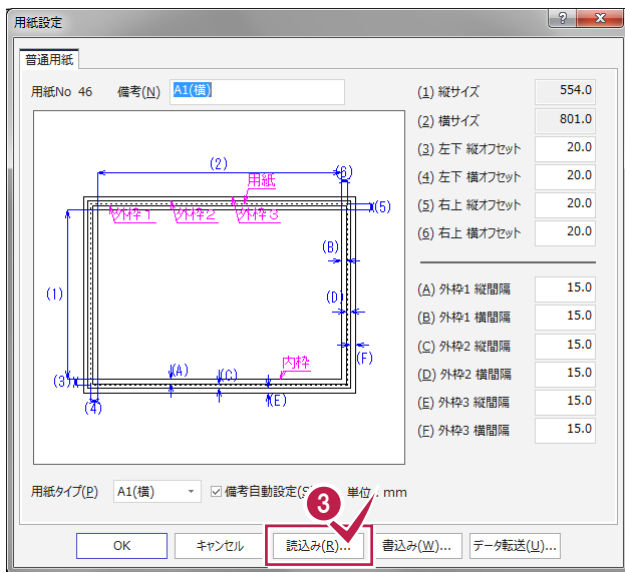 用紙設定
普通用紙
用紙No 46 備考(N) A1(横)
(1) 縦サイズ 554.0
(2) 横サイズ 801.0
(3) 左下 縦オフセット 20.0
(4) 左下 横オフセット 20.0
(5) 右上 縦オフセット 20.0
(6) 右上 横オフセット 20.0
(A) 外枠1 縦間隔 15.0
(B) 外枠1 横間隔 15.0
(C) 外枠2 縦間隔 15.0
(D) 外枠2 横間隔 15.0
(E) 外枠3 縦間隔 15.0
(F) 外枠3 横間隔 15.0
(2)
(6)
用紙
外枠1 外枠2 外枠3
(5)
(B)
(1)
(D)
内枠
(F)
(A)
(C)
(3)
(E)
(4)
用紙タイプ(P) A1(横) 備考自動設定(S) 単位 : mm
3
OK キャンセル 読込み(R)... 書込み(W)... データ転送(U)...